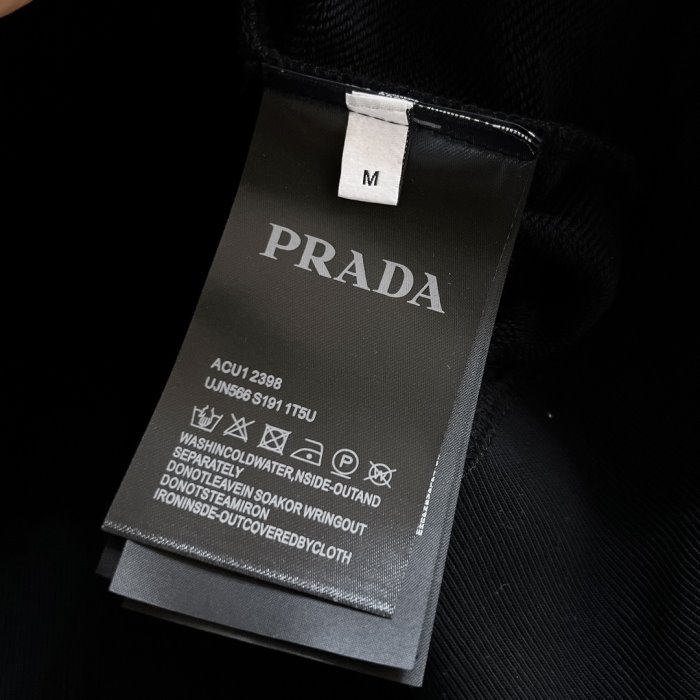 M
PRADA
ACU1 2398
UJN566 S191 1T5U
WASHINCOLDWATER,NSIDE-OUTAND
SEPARATELY
DONOTLEAVEIN SOAKOR WRINGOUT
DONOTSTEAMIRON
IRONINSDE-OUTCOVEREDBYCLOTH